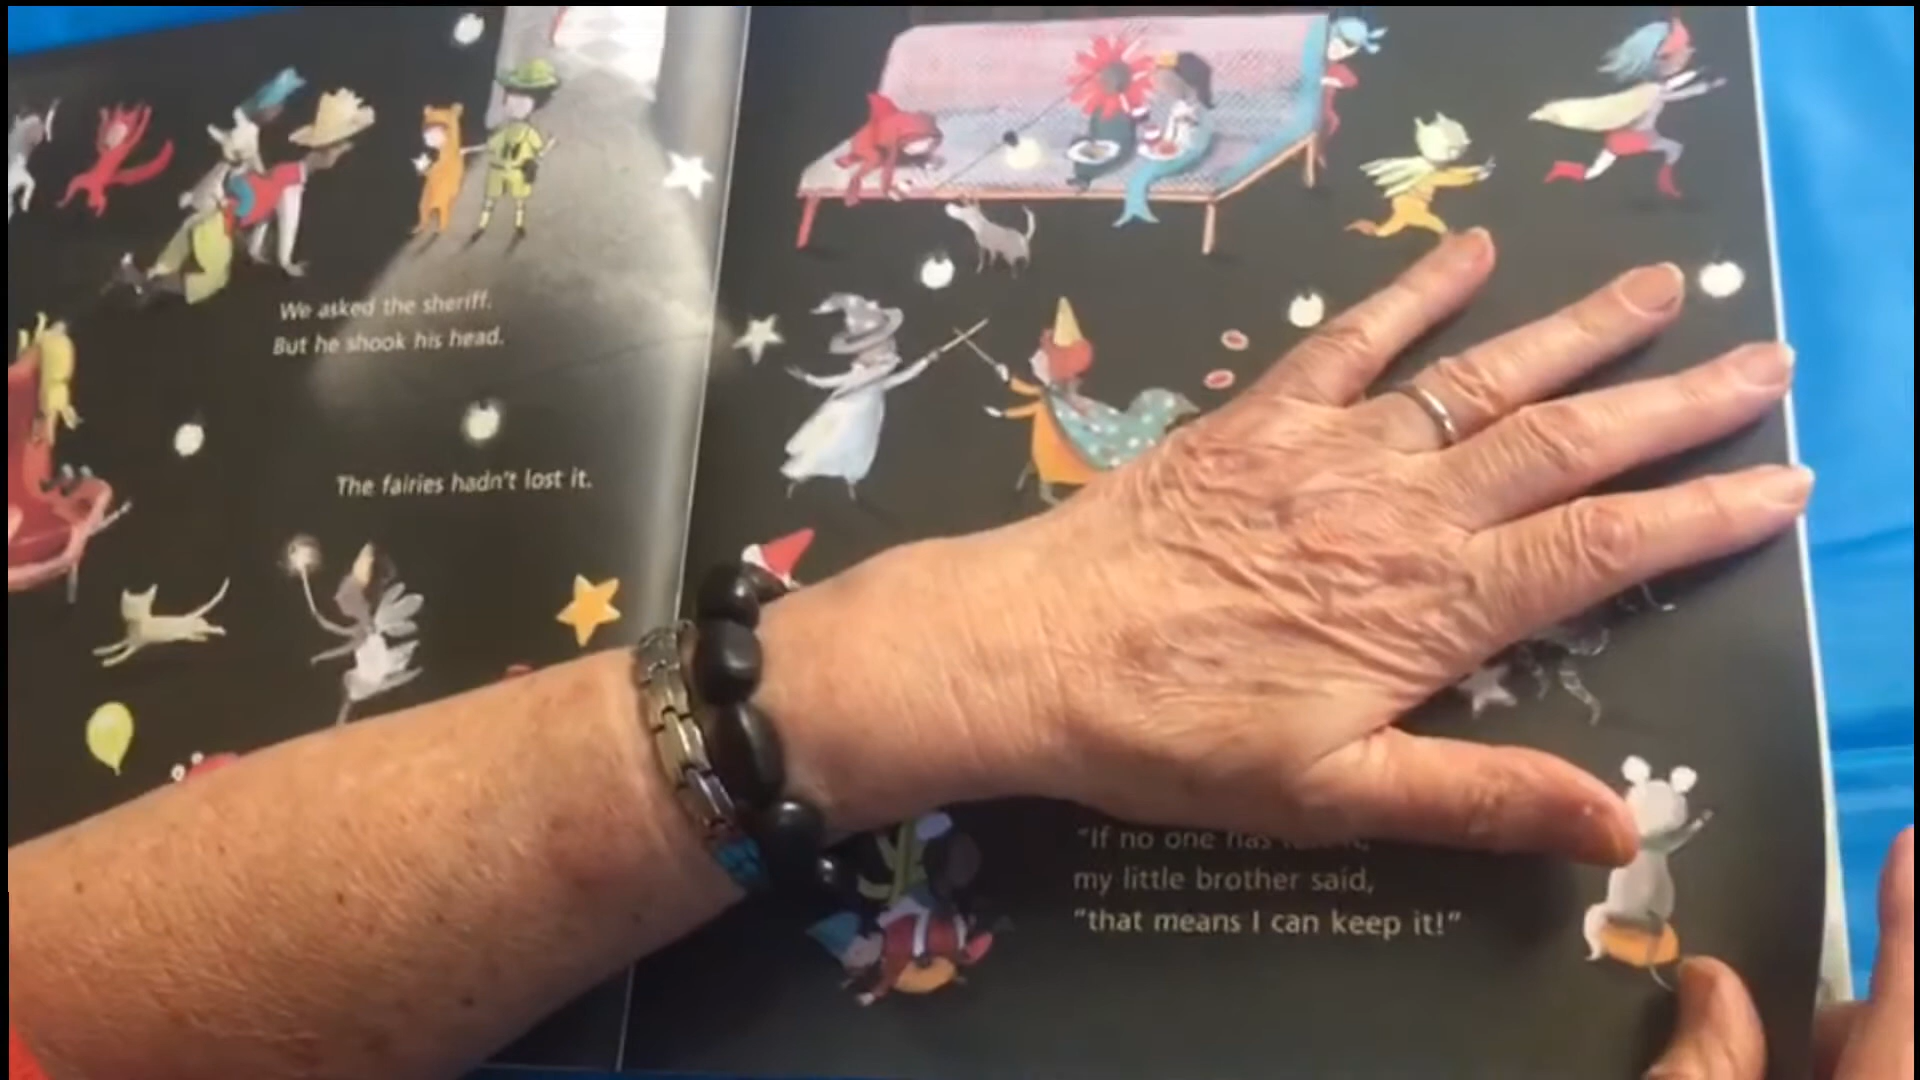 We asked the sheriff.
But he shook his head.
The fairies hadn't lost it.
"If no one has
my little brother said,
"that means I can keep it!"